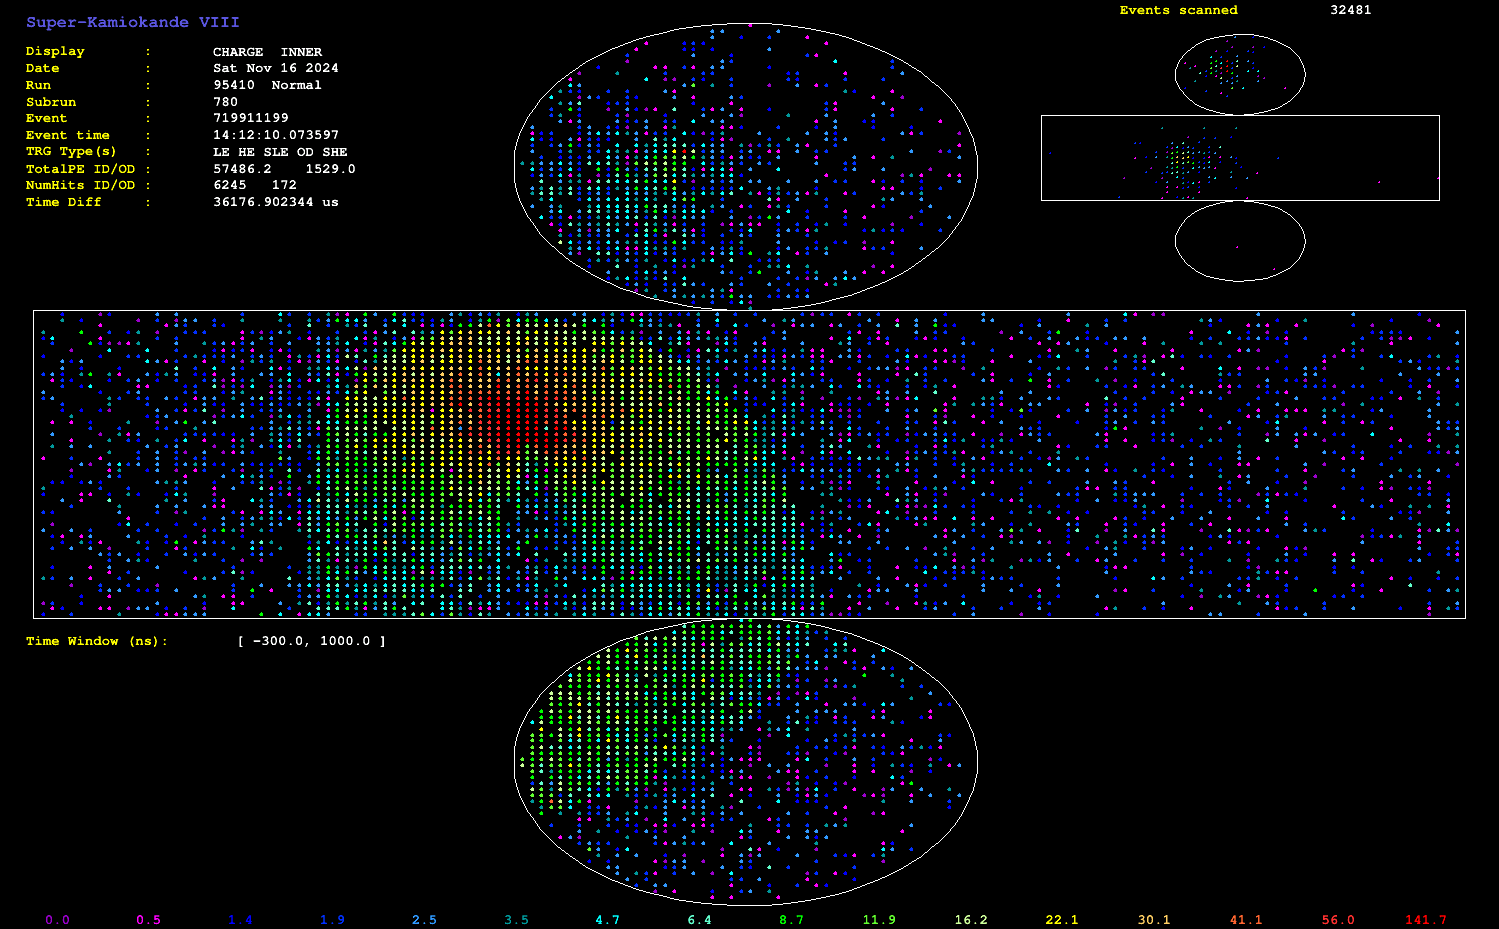 Super-Kamiokande VIII
Events scanned 32481
Display : CHARGE INNER
Date : Sat Nov 16 2024
Run : 95410 Normal
Subrun : 780
Event : 719911199
Event time : 14:12:10.073597
TRG Type(s) : LE HE SLE OD SHE
TotalPE ID/OD : 57486.2 1529.0
NumHits ID/OD : 6245 172
Time Diff : 36176.902344 us
Time Window (ns): [ -300.0, 1000.0 ]
0.0 0.5 1.4 1.9 2.5 3.5 4.7 6.4 8.7 11.9 16.2 22.1 30.1 41.1 56.0 141.7